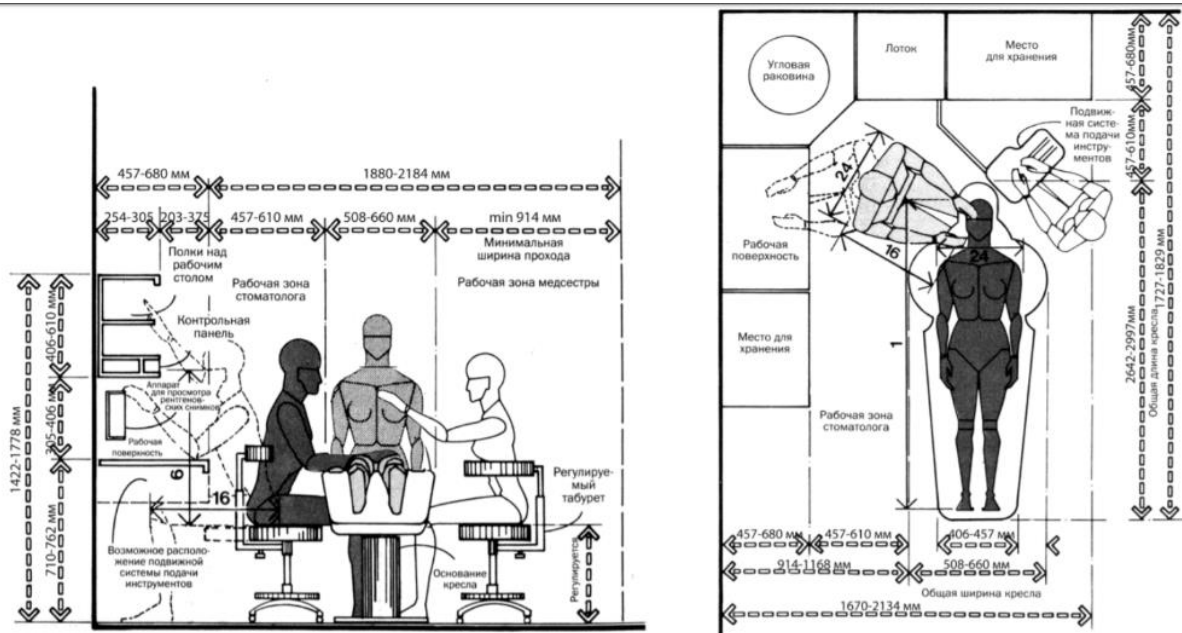 457-680 мм
1880-2184 мм
254-305
203-325
457-610 мм
508-660 мм
min 914 мм
Минимальная
ширина прохода
Полки над
рабочим
столом
Рабочая зона
стоматолога
Рабочая зона медсестры
Контрольная
панель
Аппарат
для просмотра
рентгенов-
ских снимков
Рабочая
поверхность
1422-1778 мм
406-610 мм
305-406 мм
710-762 мм
6
16
Возможное располо-
жение подвижной
системы подачи
инструментов
Основание
кресла
Регулируе-
мый
табурет
Регулируется
Угловая
раковина
Лоток
Место
для хранения
Подвиж-
ная систе-
ма подачи
инстру-
ментов
457-680мм
457-610мм
2642-2997мм
1727-1829 мм
Общая длина кресла
24
16
24
1
Рабочая
поверхность
Место для
хранения
Рабочая зона
стоматолога
457-680 мм
457-610 мм
406-457 мм
914-1168 мм
508-660 мм
Общая ширина кресла
1670-2134 мм